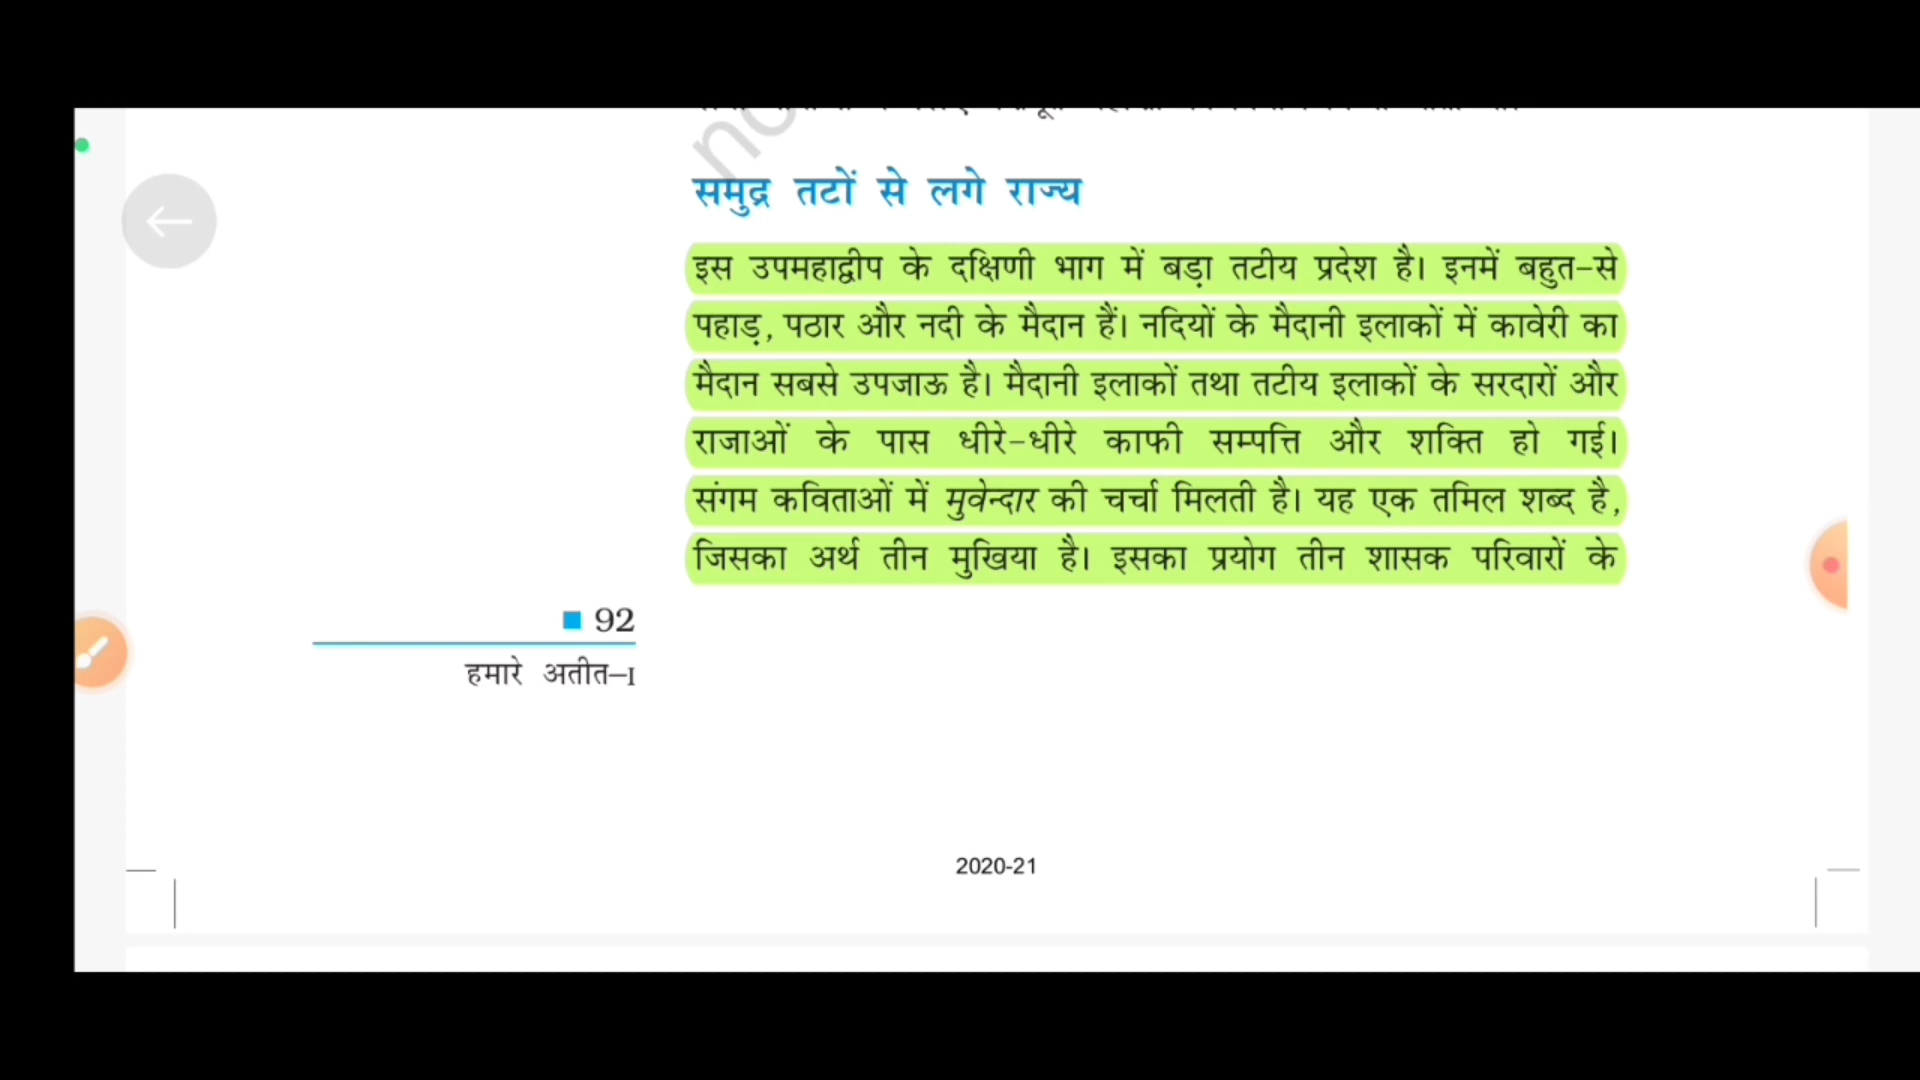 समुद्र तटों से लगे राज्य
इस उपमहाद्वीप के दक्षिणी भाग में बड़ा तटीय प्रदेश है। इनमें बहुत-से
पहाड़, पठार और नदी के मैदान हैं। नदियों के मैदानी इलाकों में कावेरी का
मैदान सबसे उपजाऊ है। मैदानी इलाकों तथा तटीय इलाकों के सरदारों और
राजाओं के पास धीरे-धीरे काफी सम्पत्ति और शक्ति हो गई।
संगम कविताओं में मुवेन्दार की चर्चा मिलती है। यह एक तमिल शब्द है,
जिसका अर्थ तीन मुखिया है। इसका प्रयोग तीन शासक परिवारों के
92
हमारे अतीत–I
2020-21